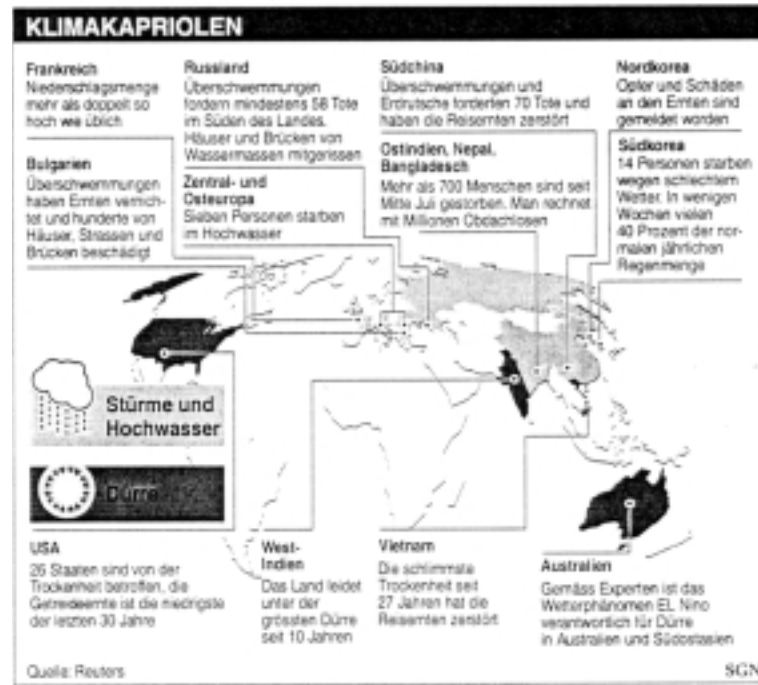 KLIMAKAPRIOLEN
Frankreich
Niederschlagsmenge
mehr als doppelt so
hoch wie üblich
Bulgarien
Überschwemmungen
haben Ernten vernich-
tet und hunderte von
Häuser, Strassen und
Brücken beschädigt
Russland
Überschwemmungen
fordern mindestens 58 Tote
im Süden des Landes.
Häuser und Brücken von
Wassermassen mitgerissen
Zentral- und
Osteuropa
Sieben Personen starben
im Hochwasser
Südchina
Überschwemmungen und
Erdrutsche forderten 70 Tote und
haben die Reisernten zerstört
Ostindien, Nepal,
Bangladesch
Mehr als 700 Menschen sind seit
Mitte Juli gestorben. Man rechnet
mit Millionen Obdachlosen
Nordkorea
Opfer und Schäden
an den Ernten sind
gemeldet worden
Südkorea
14 Personen starben
wegen schlechtem
Wetter. In wenigen
Wochen vielen
40 Prozent der nor-
malen jährlichen
Regenmenge
Stürme und
Hochwasser
Dürre
USA
26 Staaten sind von der
Trockenheit betroffen, die
Getreideernte ist die niedrigste
der letzten 30 Jahre
West-
Indien
Das Land leidet
unter der
grössten Dürre
seit 10 Jahren
Vietnam
Die schlimmste
Trockenheit seit
27 Jahren hat die
Reisernten zerstört
Australien
Gemäss Experten ist das
Wetterphänomen EL Nino
verantwortlich für Dürre
in Australien und Südostasien
Quelle: Reuters
SGN